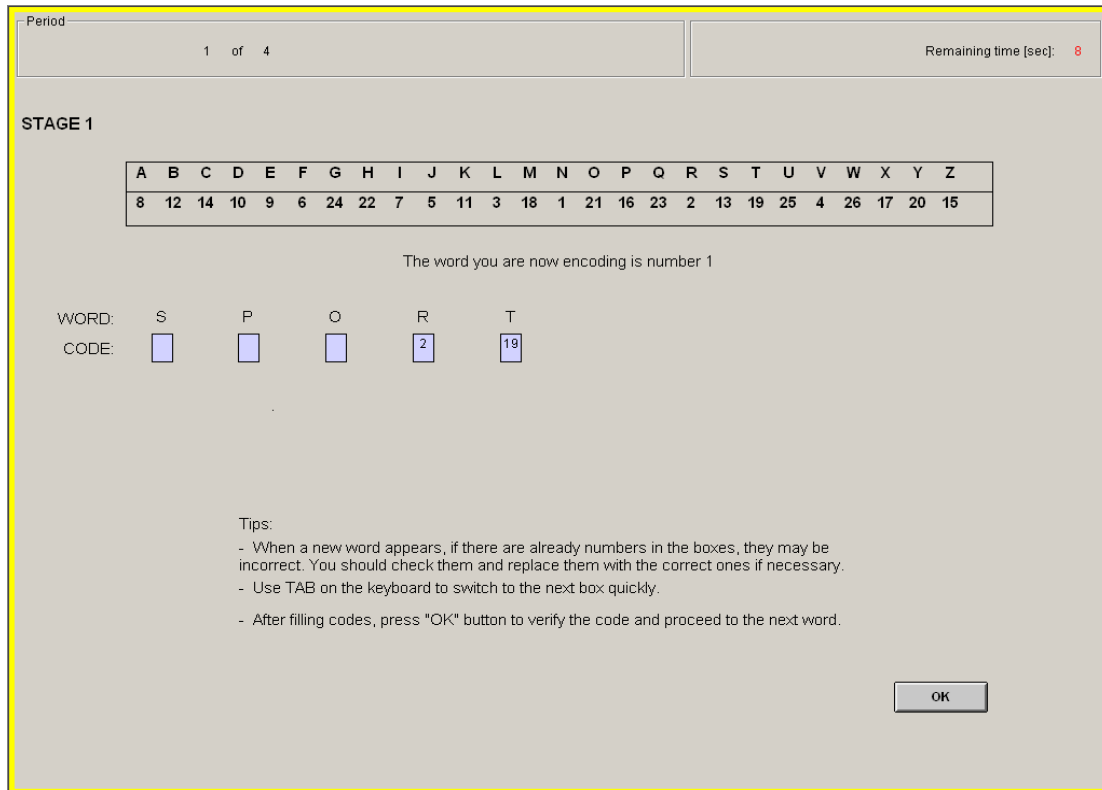 Period
1 of 4
Remaining time [sec]: 8
STAGE 1
A B C D E F G H I J K L M N O P Q R S T U V W X Y Z
8 12 14 10 9 6 24 22 7 5 11 3 18 1 21 16 23 2 13 19 25 4 26 17 20 15
The word you are now encoding is number 1
WORD: S P O R T
CODE: 2 19
Tips:
- When a new word appears, if there are already numbers in the boxes, they may be
incorrect. You should check them and replace them with the correct ones if necessary.
- Use TAB on the keyboard to switch to the next box quickly.
- After filling codes, press "OK" button to verify the code and proceed to the next word.
OK